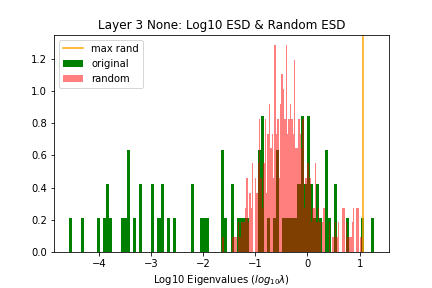 Layer 3 None: Log10 ESD & Random ESD
max rand
original
random
1.2
1.0
0.8
0.6
0.4
0.2
0.0
−4 −3 −2 −1 0 1
Log10 Eigenvalues (log₁₀λ)